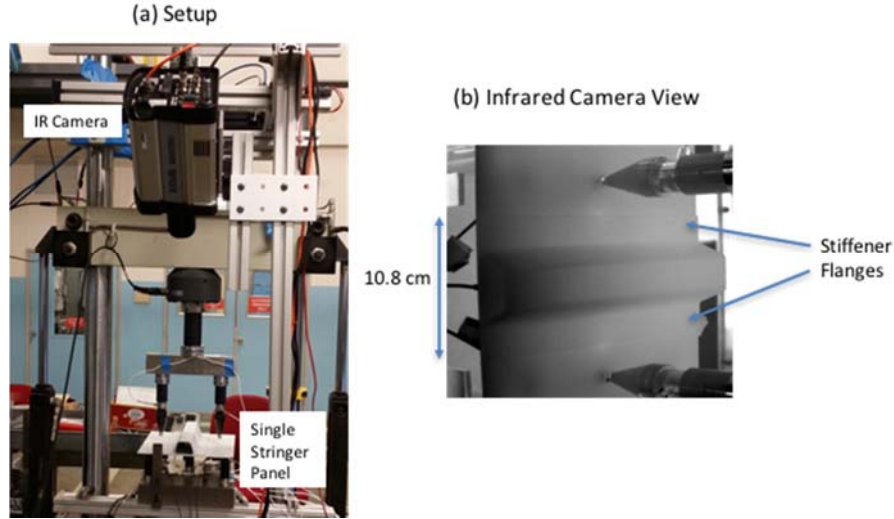 (a) Setup
IR Camera
Single
Stringer
Panel
(b) Infrared Camera View
10.8 cm
Stiffener
Flanges